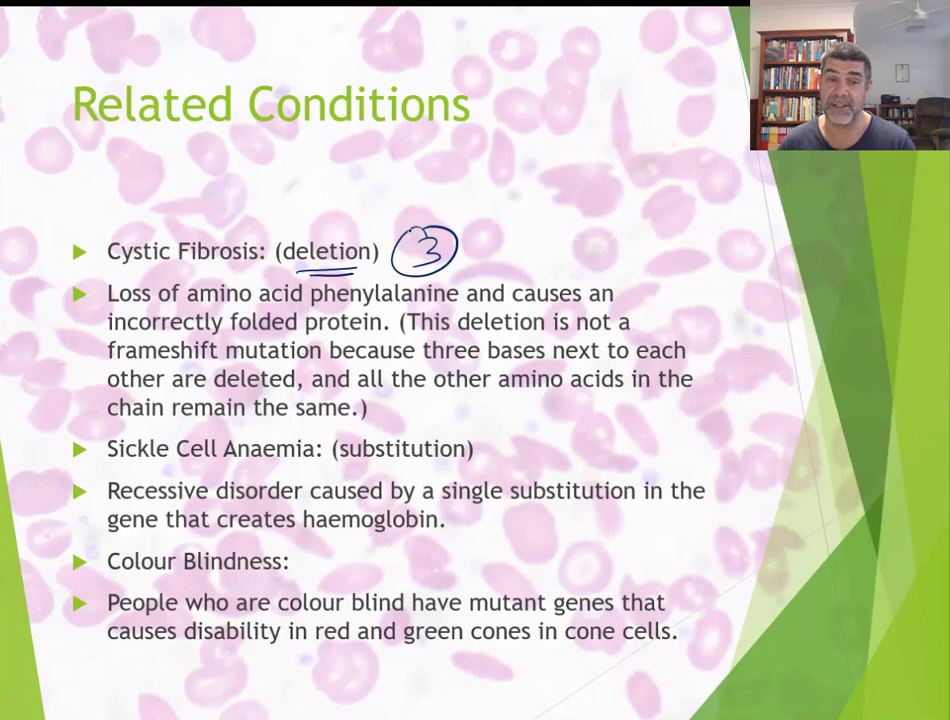 Related Conditions
Cystic Fibrosis: (deletion) 3
Loss of amino acid phenylalanine and causes an
incorrectly folded protein. (This deletion is not a
frameshift mutation because three bases next to each
other are deleted, and all the other amino acids in the
chain remain the same.)
Sickle Cell Anaemia: (substitution)
Recessive disorder caused by a single substitution in the
gene that creates haemoglobin.
Colour Blindness:
People who are colour blind have mutant genes that
causes disability in red and green cones in cone cells.